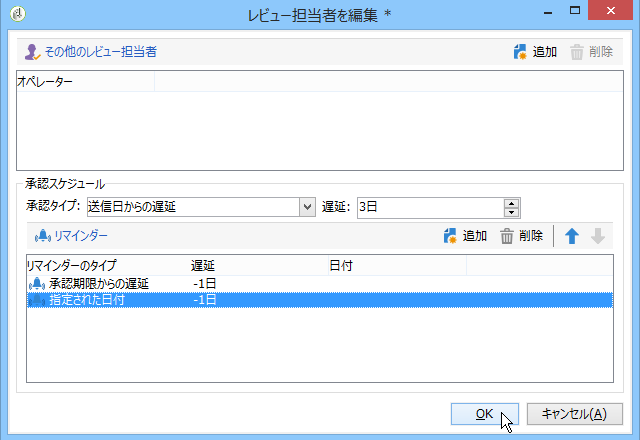 レビュー担当者を編集 *
その他のレビュー担当者 追加 削除
オペレーター
承認スケジュール
承認タイプ: 送信日からの遅延 遅延: 3日
リマインダー 追加 削除
リマインダーのタイプ 遅延 日付
承認期限からの遅延 -1日
指定された日付 -1日
OK キャンセル(A)